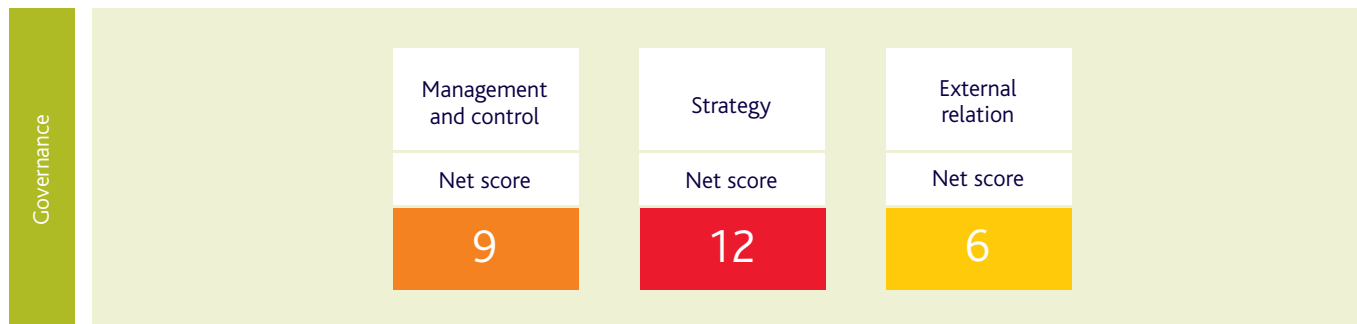 Governance
Management
and control
Net score
9
Strategy
Net score
12
External
relation
Net score
6